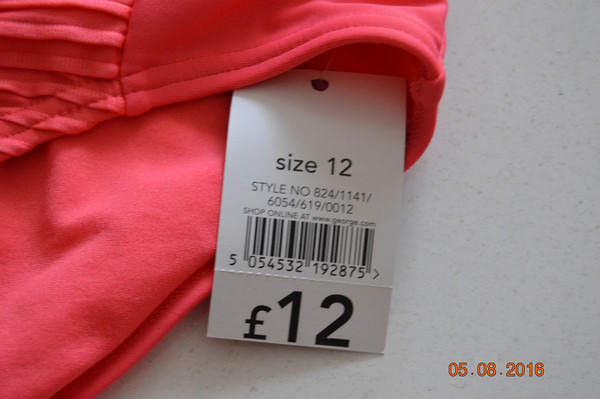 size 12
STYLE NO 824/1141/
6054/619/0012
SHOP ONLINE AT www.george.com
5 054532 192875 >
£12
05.08.2016